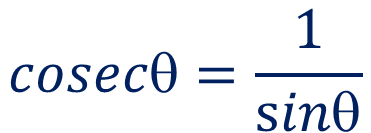 cosecθ = 1/sinθ